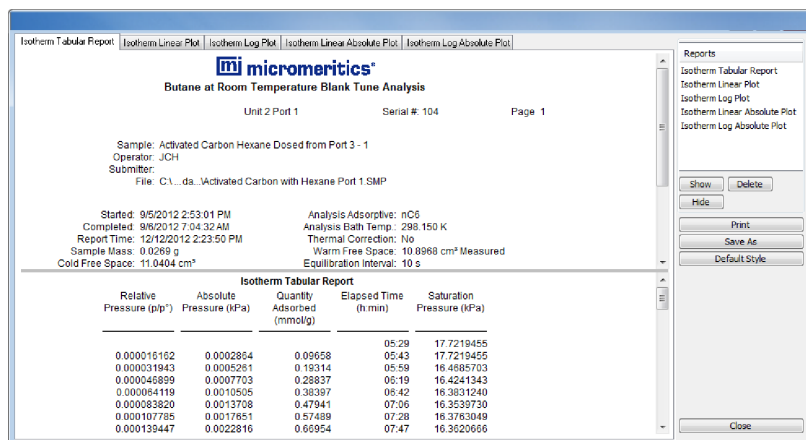 Isotherm Tabular Report Isotherm Linear Plot Isotherm Log Plot Isotherm Linear Absolute Plot Isotherm Log Absolute Plot
mi micromeritics®
Butane at Room Temperature Blank Tune Analysis
Unit 2 Port 1 Serial #: 104 Page 1
Sample: Activated Carbon Hexane Dosed from Port 3 - 1
Operator: JCH
Submitter:
File: C:\...da...\Activated Carbon with Hexane Port 1.SMP
Started: 9/5/2012 2:53:01 PM Analysis Adsorptive: nC6
Completed: 9/6/2012 7:04:32 AM Analysis Bath Temp.: 298.150 K
Report Time: 12/12/2012 2:23:50 PM Thermal Correction: No
Sample Mass: 0.0269 g Warm Free Space: 10.8968 cm³ Measured
Cold Free Space: 11.0404 cm³ Equilibration Interval: 10 s
Isotherm Tabular Report
Relative Absolute Quantity Elapsed Time Saturation
Pressure (p/p°) Pressure (kPa) Adsorbed (h:min) Pressure (kPa)
(mmol/g)
05:29 17.7219455
0.000016162 0.0002864 0.09658 05:43 17.7219455
0.000031943 0.0005261 0.19314 05:59 16.4685703
0.000046899 0.0007703 0.28837 06:19 16.4241343
0.000064119 0.0010505 0.38397 06:42 16.3831240
0.000083820 0.0013708 0.47941 07:06 16.3539730
0.000107785 0.0017651 0.57489 07:28 16.3763049
0.000139447 0.0022816 0.66954 07:47 16.3620666
Reports
Isotherm Tabular Report
Isotherm Linear Plot
Isotherm Log Plot
Isotherm Linear Absolute Plot
Isotherm Log Absolute Plot
Show Delete
Hide
Print
Save As
Default Style
Close